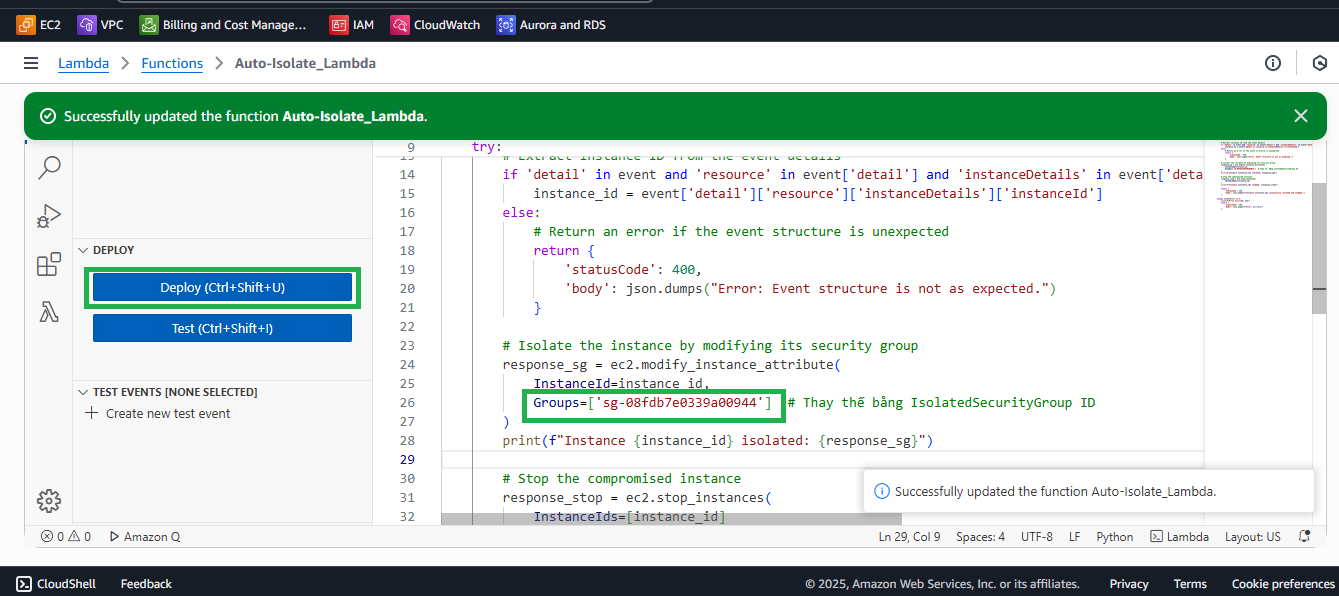 EC2 VPC Billing and Cost Manage... IAM CloudWatch Aurora and RDS
Lambda Functions Auto-Isolate_Lambda
Successfully updated the function Auto-Isolate_Lambda.
DEPLOY
Deploy (Ctrl+Shift+U)
Test (Ctrl+Shift+I)
TEST EVENTS [NONE SELECTED]
Create new test event
9 try:
# Extract instance ID from the event details
14 if 'detail' in event and 'resource' in event['detail'] and 'instanceDetails' in event['deta
15 instance_id = event['detail']['resource']['instanceDetails']['instanceId']
16 else:
17 # Return an error if the event structure is unexpected
18 return {
19 'statusCode': 400,
20 'body': json.dumps("Error: Event structure is not as expected.")
21 }
22
23 # Isolate the instance by modifying its security group
24 response_sg = ec2.modify_instance_attribute(
25 InstanceId=instance_id,
26 Groups=['sg-08fdb7e0339a00944'] # Thay thế bằng IsolatedSecurityGroup ID
27 )
28 print(f"Instance {instance_id} isolated: {response_sg}")
29
30 # Stop the compromised instance
31 response_stop = ec2.stop_instances(
32 InstanceIds=[instance_id]
Successfully updated the function Auto-Isolate_Lambda.
0 0 Amazon Q Ln 29, Col 9 Spaces: 4 UTF-8 LF Python Lambda Layout: US
CloudShell Feedback © 2025, Amazon Web Services, Inc. or its affiliates. Privacy Terms Cookie preferences